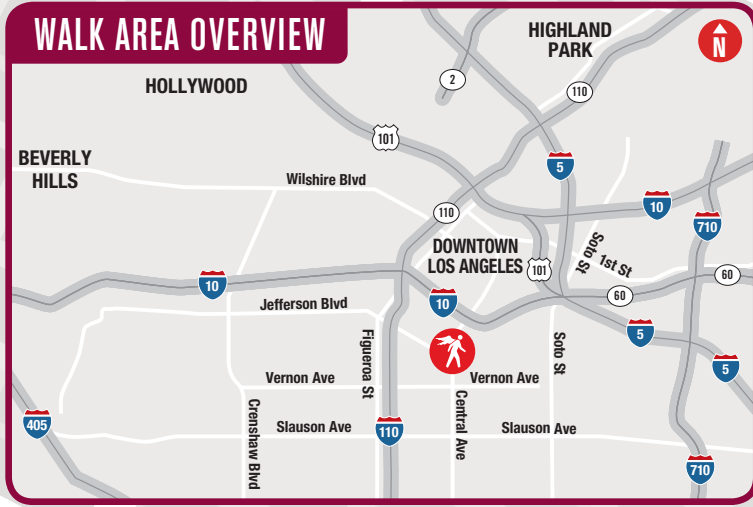 WALK AREA OVERVIEW
HIGHLAND
PARK
N
HOLLYWOOD
2
110
101
BEVERLY
HILLS
5
Wilshire Blvd
10
110
710
DOWNTOWN
LOS ANGELES
Soto St
1st St
101
60
10
10
60
Jefferson Blvd
5
Figueroa St
Soto St
5
Vernon Ave
Vernon Ave
Crenshaw Blvd
Central Ave
405
Slauson Ave
110
Slauson Ave
710